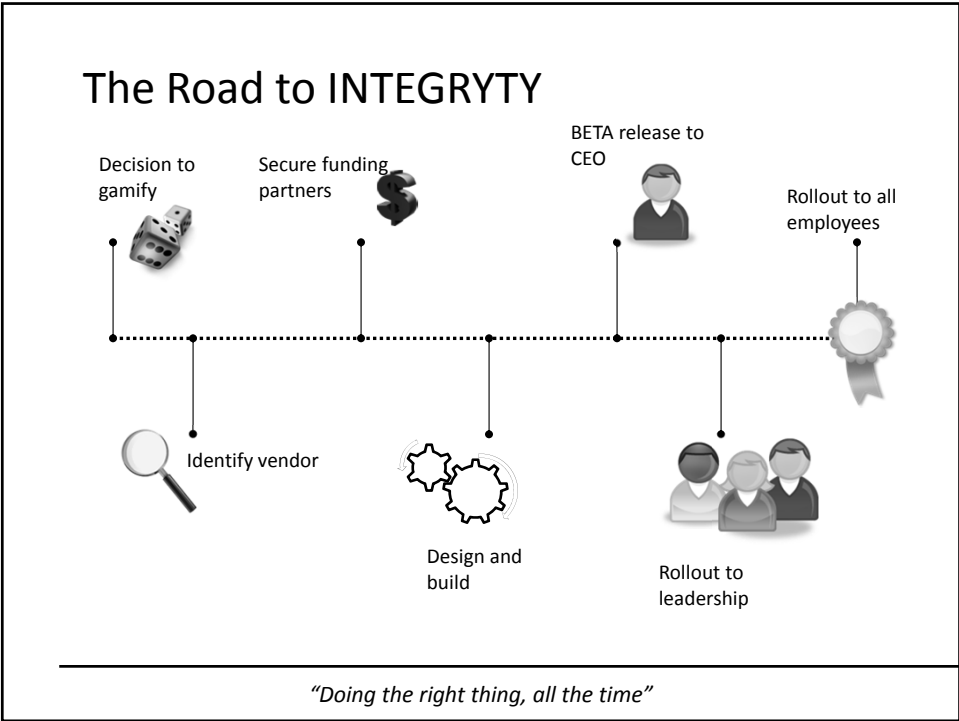 The Road to INTEGRYTY
Decision to
gamify
Secure funding
partners
BETA release to
CEO
Rollout to all
employees
Identify vendor
Design and
build
Rollout to
leadership
“Doing the right thing, all the time”